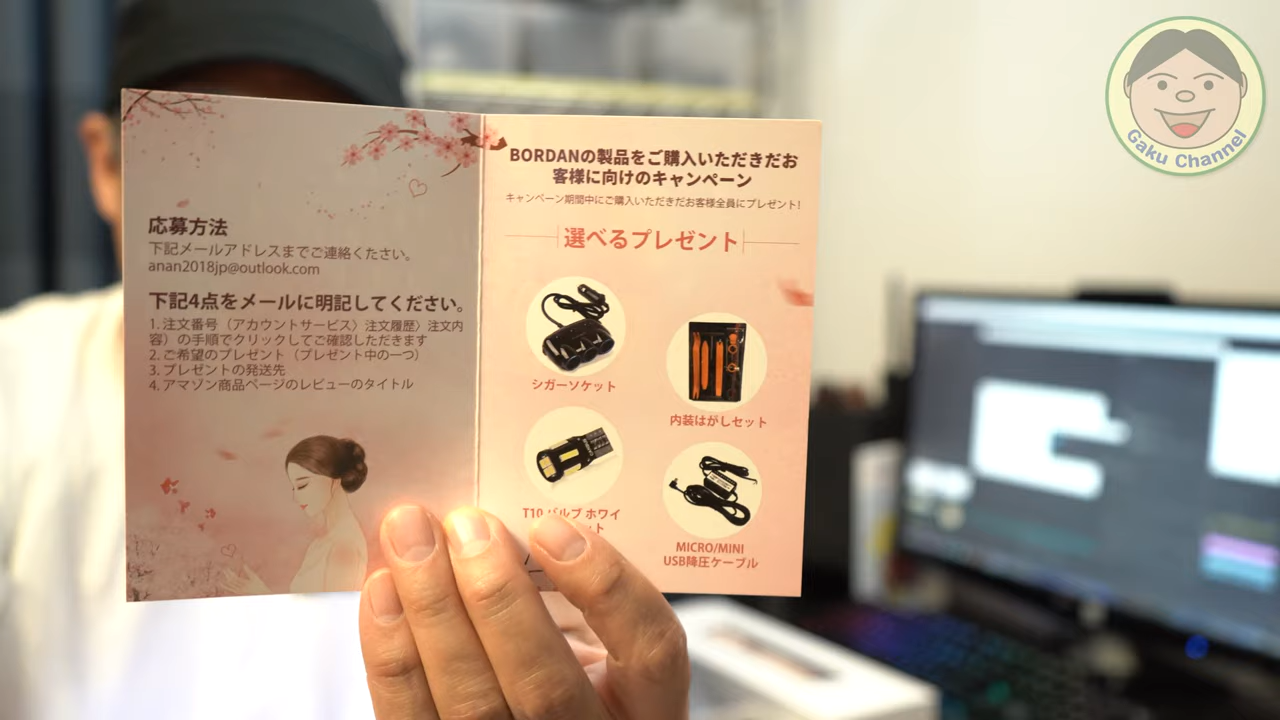 応募方法
下記メールアドレスまでご連絡ください。
anan2018jp@outlook.com
下記4点をメールに明記してください。
1. 注文番号（アカウントサービス〉注文履歴〉注文内
容）の手順でクリックしてご確認しただきます
2. ご希望のプレゼント（プレゼント中の一つ）
3. プレゼントの発送先
4. アマゾン商品ページのレビューのタイトル
BORDANの製品をご購入いただきだお
客様に向けのキャンペーン
キャンペーン期間中にご購入いただきだお客様全員にプレゼント!
選べるプレゼント
シガーソケット
内装はがしセット
T10 バルブ ホワイ
ト
MICRO/MINI
USB降圧ケーブル
Gaku Channel